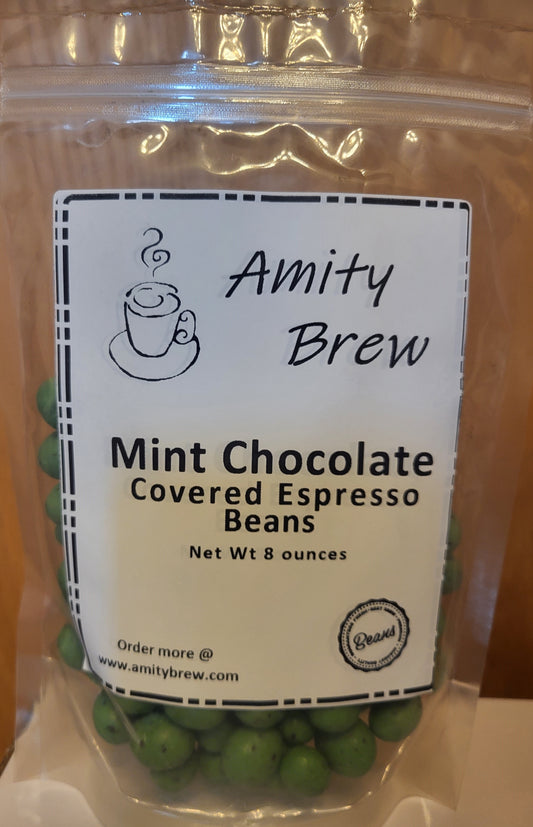 Amity
Brew
Mint Chocolate
Covered Espresso
Beans
Net Wt 8 ounces
Beans
Order more @
www.amitybrew.com